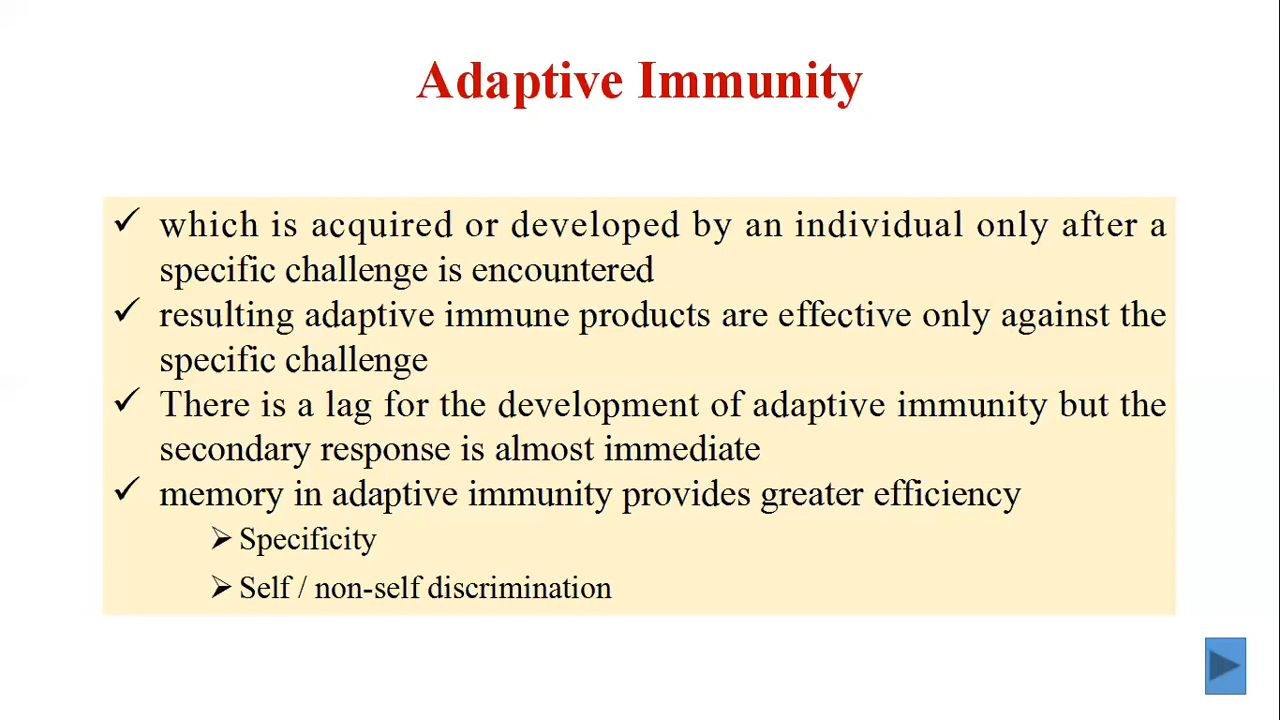 Adaptive Immunity
✓ which is acquired or developed by an individual only after a
specific challenge is encountered
✓ resulting adaptive immune products are effective only against the
specific challenge
✓ There is a lag for the development of adaptive immunity but the
secondary response is almost immediate
✓ memory in adaptive immunity provides greater efficiency
➢ Specificity
➢ Self / non-self discrimination